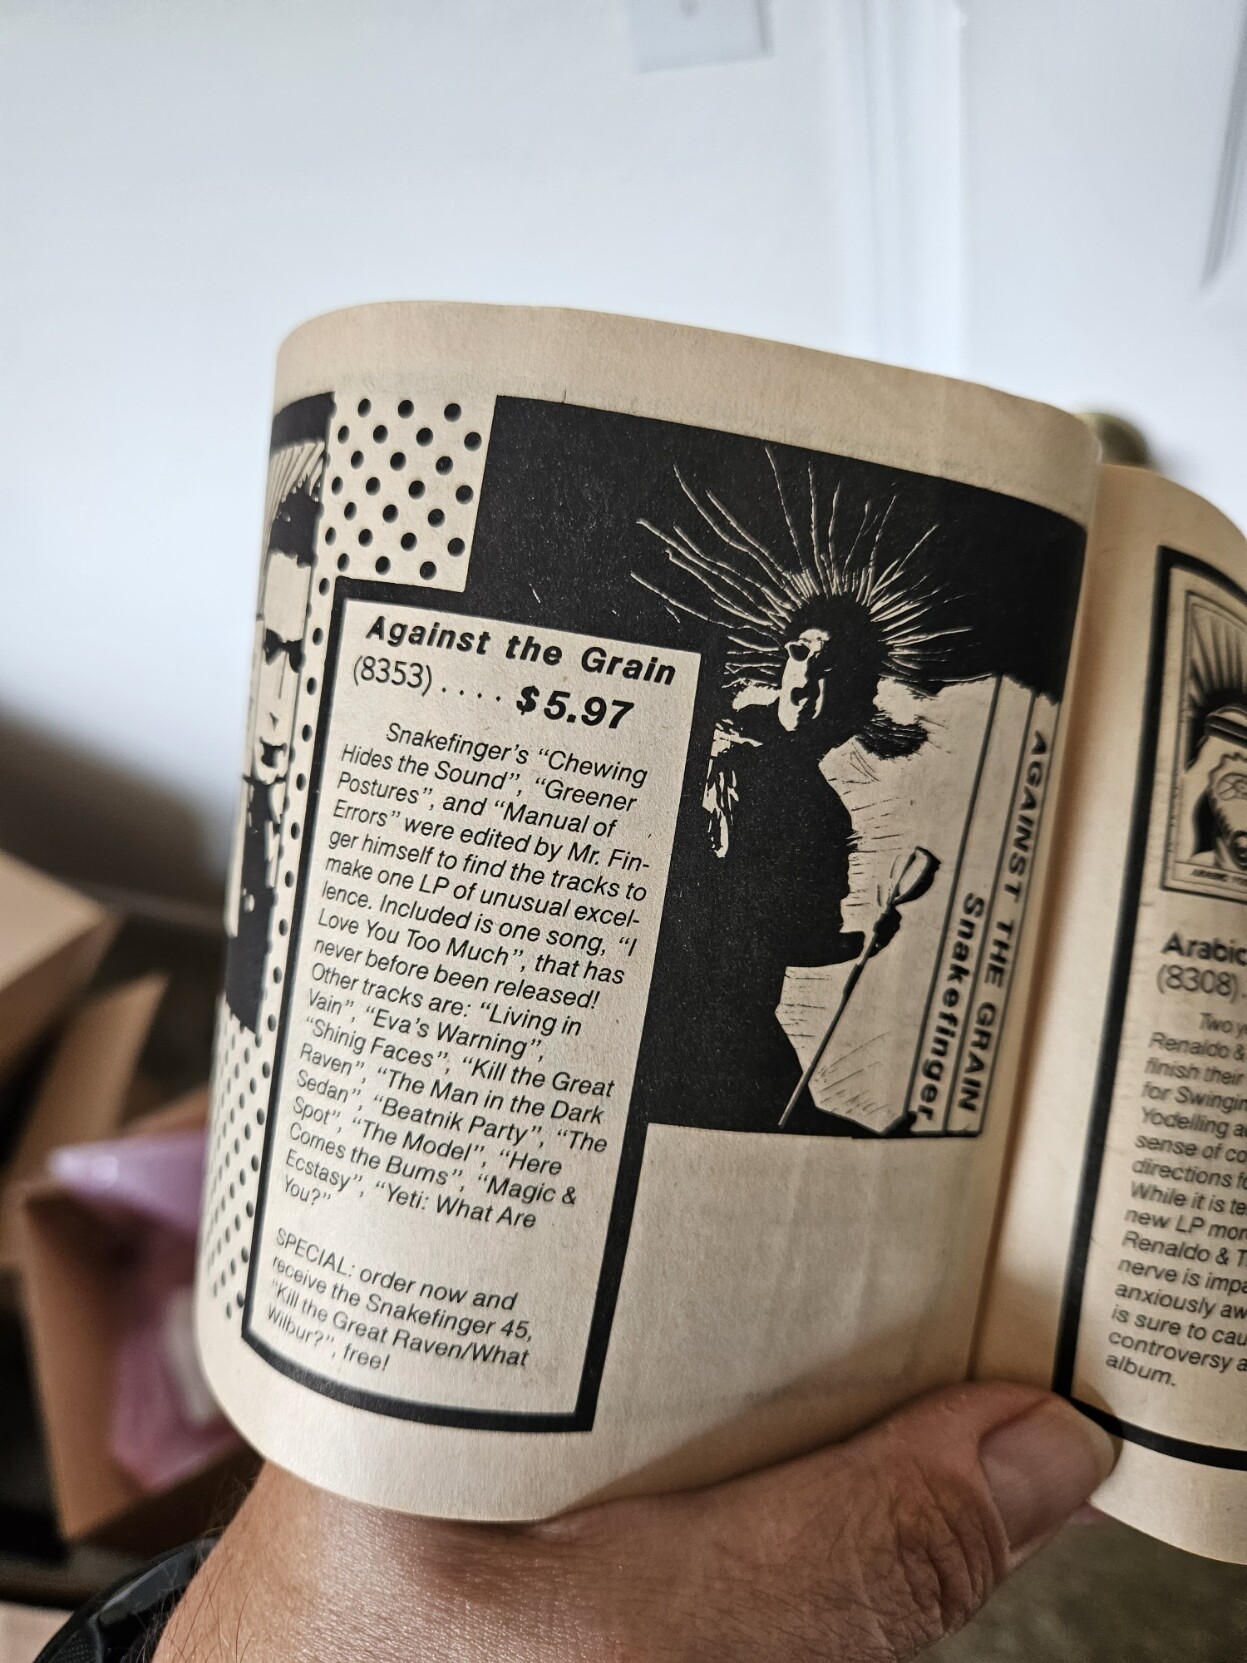 Against the Grain
(8353) . . . . $5.97
Snakefinger's "Chewing
Hides the Sound", "Greener
Postures", and "Manual of
Errors" were edited by Mr. Fin-
ger himself to find the tracks to
make one LP of unusual excel-
lence. Included is one song, "I
Love You Too Much", that has
never before been released!
Other tracks are: "Living in
Vain", "Eva's Warning",
"Shinig Faces", "Kill the Great
Raven", "The Man in the Dark
Sedan", "Beatnik Party", "The
Spot", "The Model", "Here
Comes the Bums", "Magic &
Ecstasy", "Yeti: What Are
You?"
SPECIAL: order now and
receive the Snakefinger 45,
"Kill the Great Raven/What
Wilbur?", free!
AGAINST THE GRAIN
Snakefinger
(8308).
Two
Renaldo &
finish their
for
Yodelling
sense of
directions
While it is
new LP
Renaldo &
nerve is
anxiously
is sure to
controversy
album.